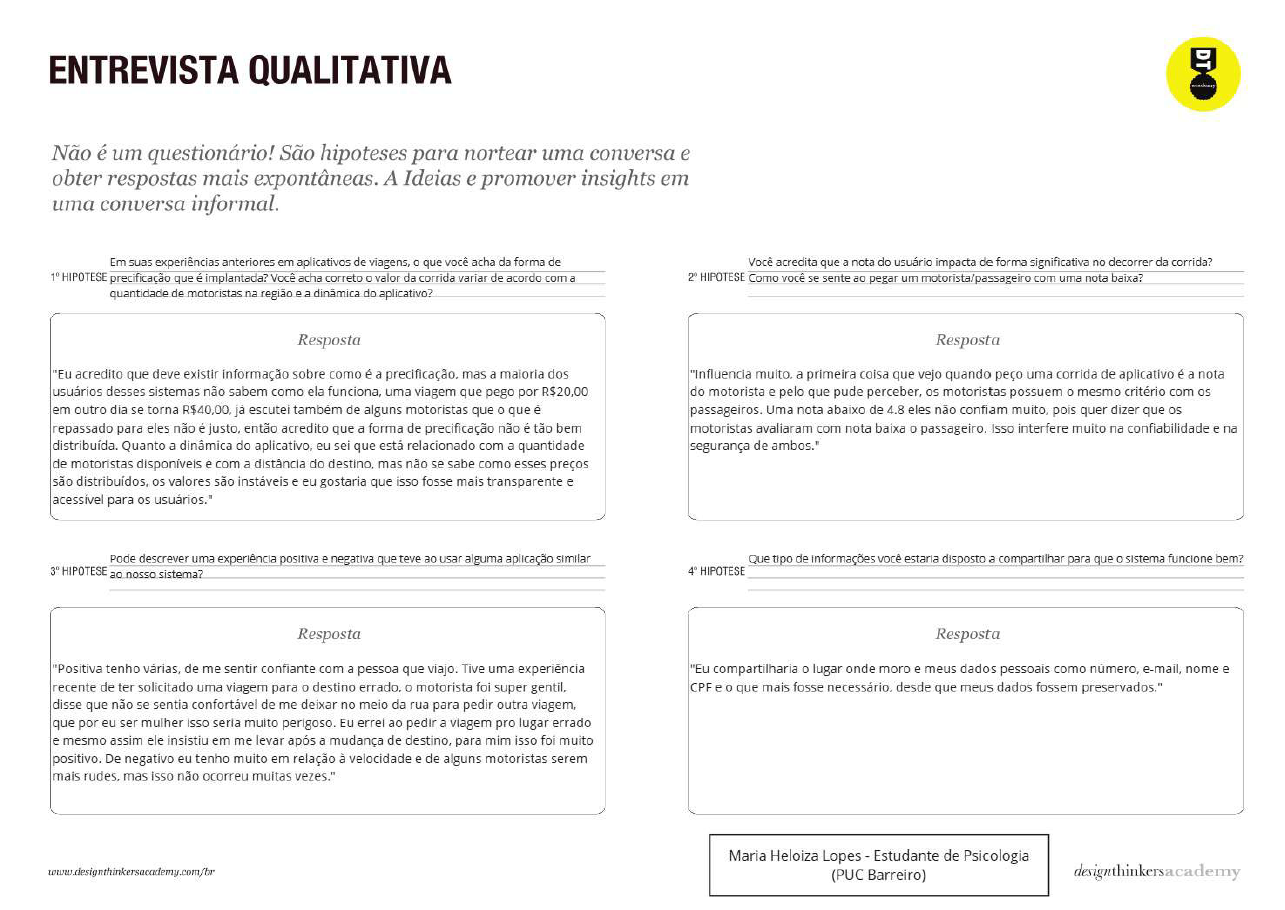 ENTREVISTA QUALITATIVA
DT
academy
Não é um questionário! São hipoteses para nortear uma conversa e
obter respostas mais expontâneas. A Ideias e promover insights em
uma conversa informal.
1º HIPOTESE
Em suas experiências anteriores em aplicativos de viagens, o que você acha da forma de
precificação que é implantada? Você acha correto o valor da corrida variar de acordo com a
quantidade de motoristas na região e a dinâmica do aplicativo?
Resposta
"Eu acredito que deve existir informação sobre como é a precificação, mas a maioria dos
usuários desses sistemas não sabem como ela funciona, uma viagem que pego por R$20,00
em outro dia se torna R$40,00, já escutei também de alguns motoristas que o que é
repassado para eles não é justo, então acredito que a forma de precificação não é tão bem
distribuída. Quanto a dinâmica do aplicativo, eu sei que está relacionado com a quantidade
de motoristas disponíveis e com a distância do destino, mas não se sabe como esses preços
são distribuídos, os valores são instáveis e eu gostaria que isso fosse mais transparente e
acessível para os usuários."
2º HIPOTESE
Você acredita que a nota do usuário impacta de forma significativa no decorrer da corrida?
Como você se sente ao pegar um motorista/passageiro com uma nota baixa?
Resposta
"Influencia muito, a primeira coisa que vejo quando peço uma corrida de aplicativo é a nota
do motorista e pelo que pude perceber, os motoristas possuem o mesmo critério com os
passageiros. Uma nota abaixo de 4.8 eles não confiam muito, pois quer dizer que os
motoristas avaliaram com nota baixa o passageiro. Isso interfere muito na confiabilidade e na
segurança de ambos."
3º HIPOTESE
Pode descrever uma experiência positiva e negativa que teve ao usar alguma aplicação similar
ao nosso sistema?
Resposta
"Positiva tenho várias, de me sentir confiante com a pessoa que viajo. Tive uma experiência
recente de ter solicitado uma viagem para o destino errado, o motorista foi super gentil,
disse que não se sentia confortável de me deixar no meio da rua para pedir outra viagem,
que por eu ser mulher isso seria muito perigoso. Eu errei ao pedir a viagem pro lugar errado
e mesmo assim ele insistiu em me levar após a mudança de destino, para mim isso foi muito
positivo. De negativo eu tenho muito em relação à velocidade e de alguns motoristas serem
mais rudes, mas isso não ocorreu muitas vezes."
4º HIPOTESE
Que tipo de informações você estaria disposto a compartilhar para que o sistema funcione bem?
Resposta
"Eu compartilharia o lugar onde moro e meus dados pessoais como número, e-mail, nome e
CPF e o que mais fosse necessário, desde que meus dados fossem preservados."
www.designthinkersacademy.com/br
Maria Heloiza Lopes - Estudante de Psicologia
(PUC Barreiro)
designthinkersacademy